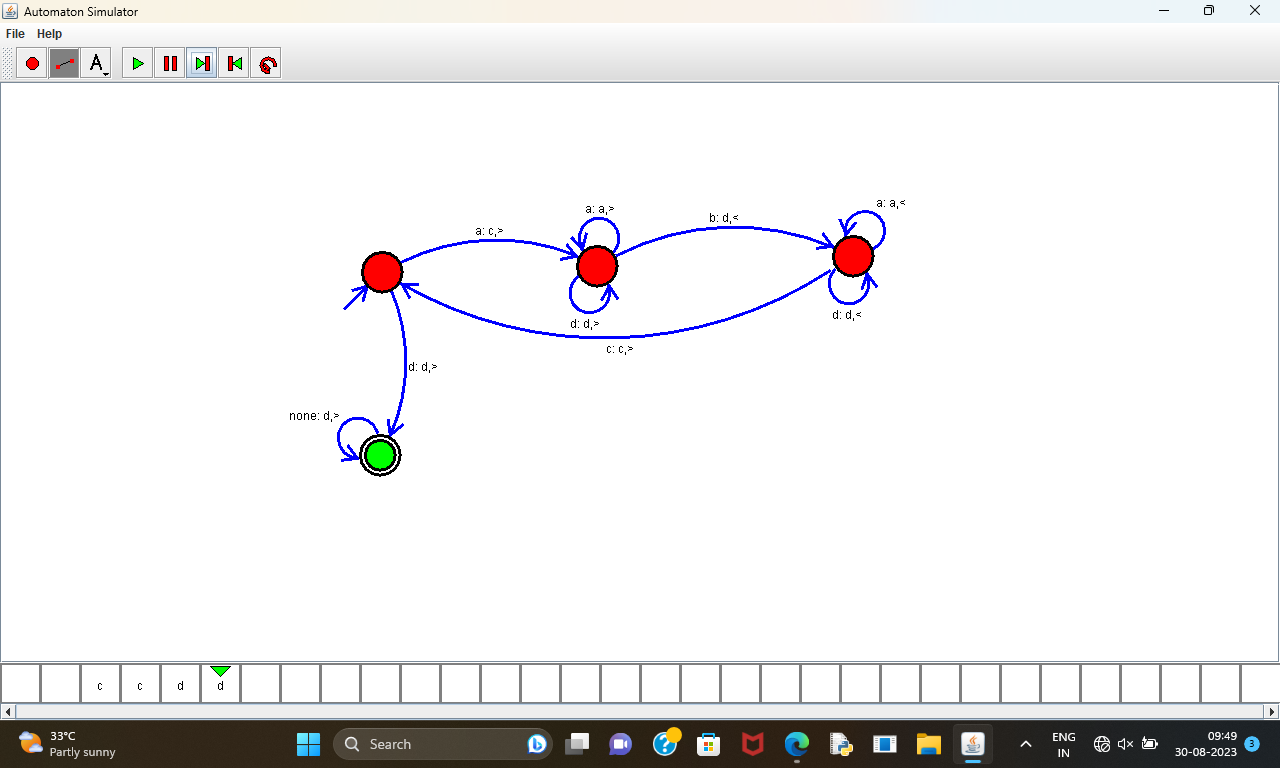 Automaton Simulator
File Help
A
a: a,>
a: a,<
a: c,>
b: d,<
d: d,>
d: d,<
c: c,>
d: d,>
none: d,>
c c d d
33°C
Partly sunny
Search
ENG
IN
09:49
30-08-2023
3